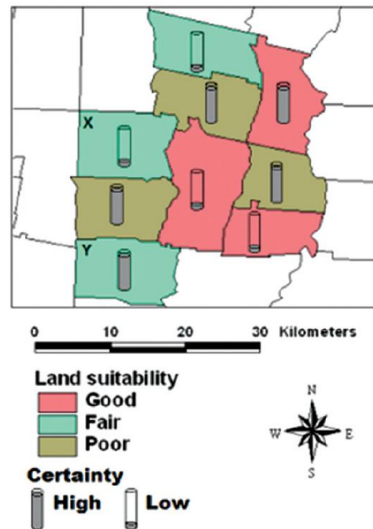 X
Y
0 10 20 30 Kilometers
Land suitability
Good
Fair
Poor
N
W E
S
Certainty
High Low